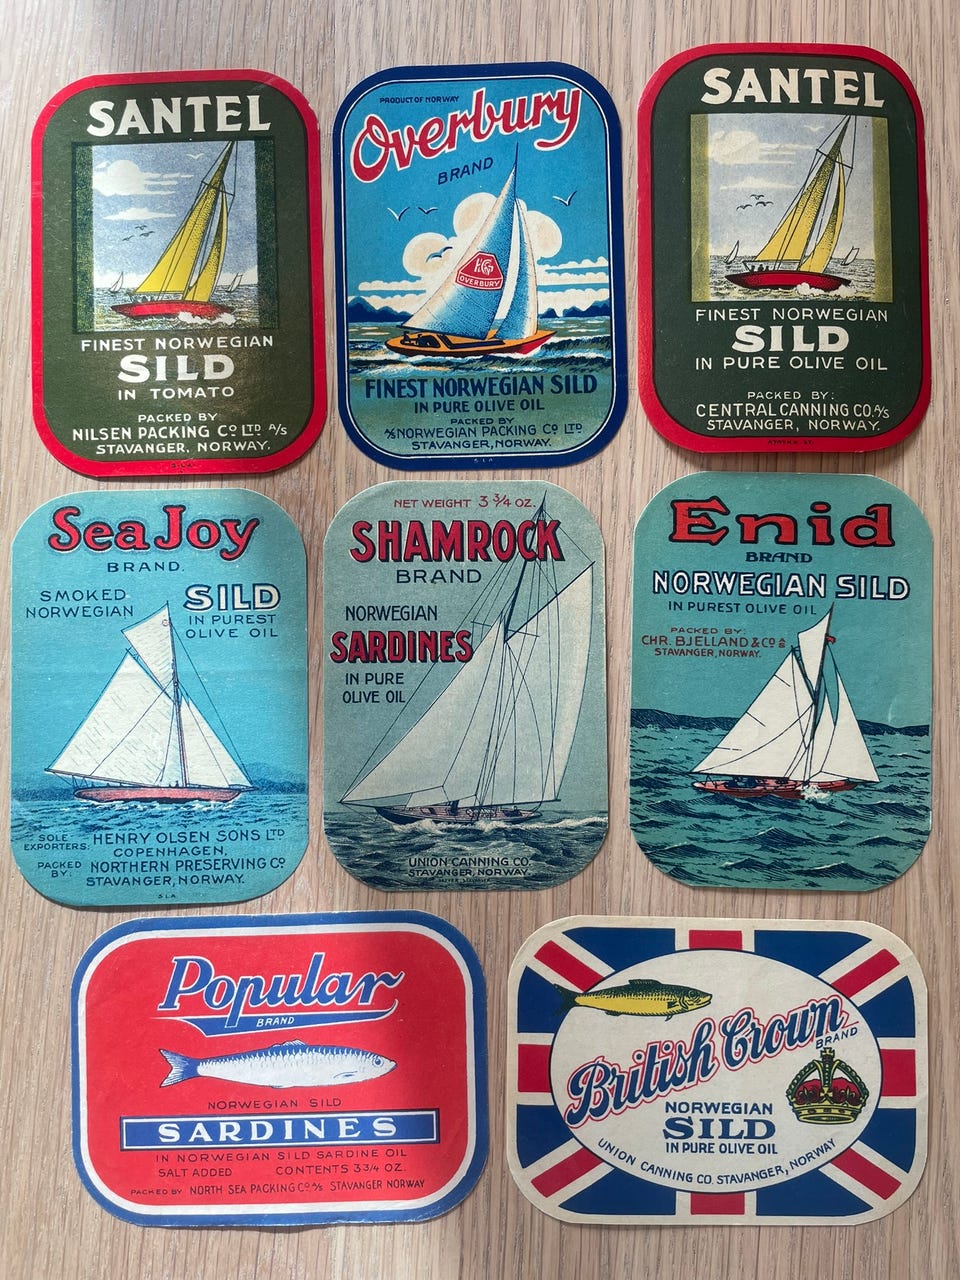 SANTEL
FINEST NORWEGIAN
SILD
IN TOMATO
PACKED BY
NILSEN PACKING Co LTD A/S
STAVANGER, NORWAY.
S.L.A.
PRODUCT OF NORWAY
Overbury
BRAND
OVERBURY
FINEST NORWEGIAN SILD
IN PURE OLIVE OIL
PACKED BY
A/S NORWEGIAN PACKING Co LTD
STAVANGER, NORWAY.
S.L.A.
SANTEL
FINEST NORWEGIAN
SILD
IN PURE OLIVE OIL
PACKED BY:
CENTRAL CANNING CO. A/S
STAVANGER, NORWAY.
Sea Joy
BRAND.
SMOKED
NORWEGIAN
SILD
IN PUREST
OLIVE OIL
SOLE
EXPORTERS:
HENRY OLSEN SONS LTD
COPENHAGEN,
PACKED
BY:
NORTHERN PRESERVING Co
STAVANGER, NORWAY.
S.L.A.
NET WEIGHT 3 3/4 OZ.
SHAMROCK
BRAND
NORWEGIAN
SARDINES
IN PURE
OLIVE OIL
UNION CANNING CO.
STAVANGER, NORWAY.
Enid
BRAND
NORWEGIAN SILD
IN PUREST OLIVE OIL
PACKED BY:
CHR. BJELLAND & Co A/S
STAVANGER, NORWAY.
Popular
BRAND
NORWEGIAN SILD
SARDINES
IN NORWEGIAN SILD SARDINE OIL
SALT ADDED CONTENTS 3 3/4 OZ.
PACKED BY NORTH SEA PACKING Co A/S STAVANGER NORWAY
British Crown
BRAND
NORWEGIAN
SILD
IN PURE OLIVE OIL
UNION CANNING CO. STAVANGER, NORWAY